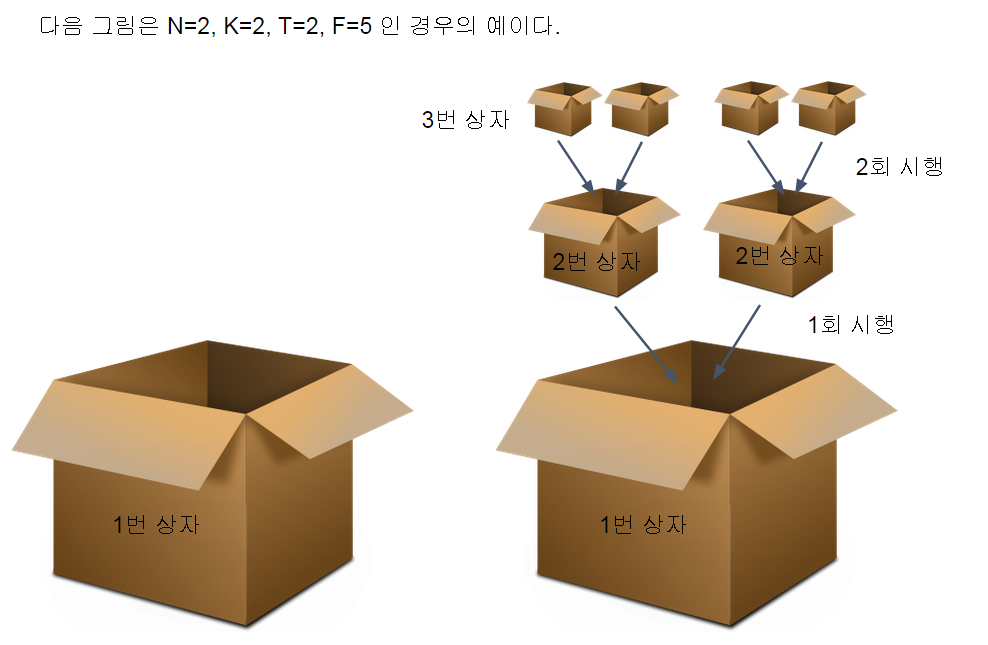 다음 그림은 N=2, K=2, T=2, F=5 인 경우의 예이다.
3번 상자
2회 시행
2번 상자
2번 상자
1회 시행
1번 상자
1번 상자